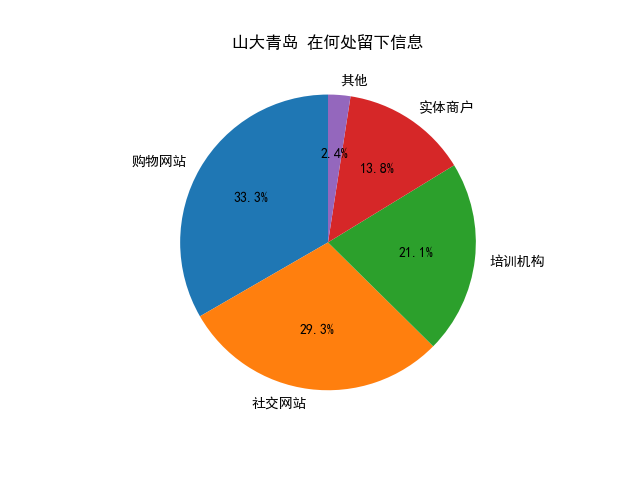 山大青岛 在何处留下信息
其他
实体商户
购物网站
2.4%
13.8%
33.3%
21.1%
培训机构
29.3%
社交网站